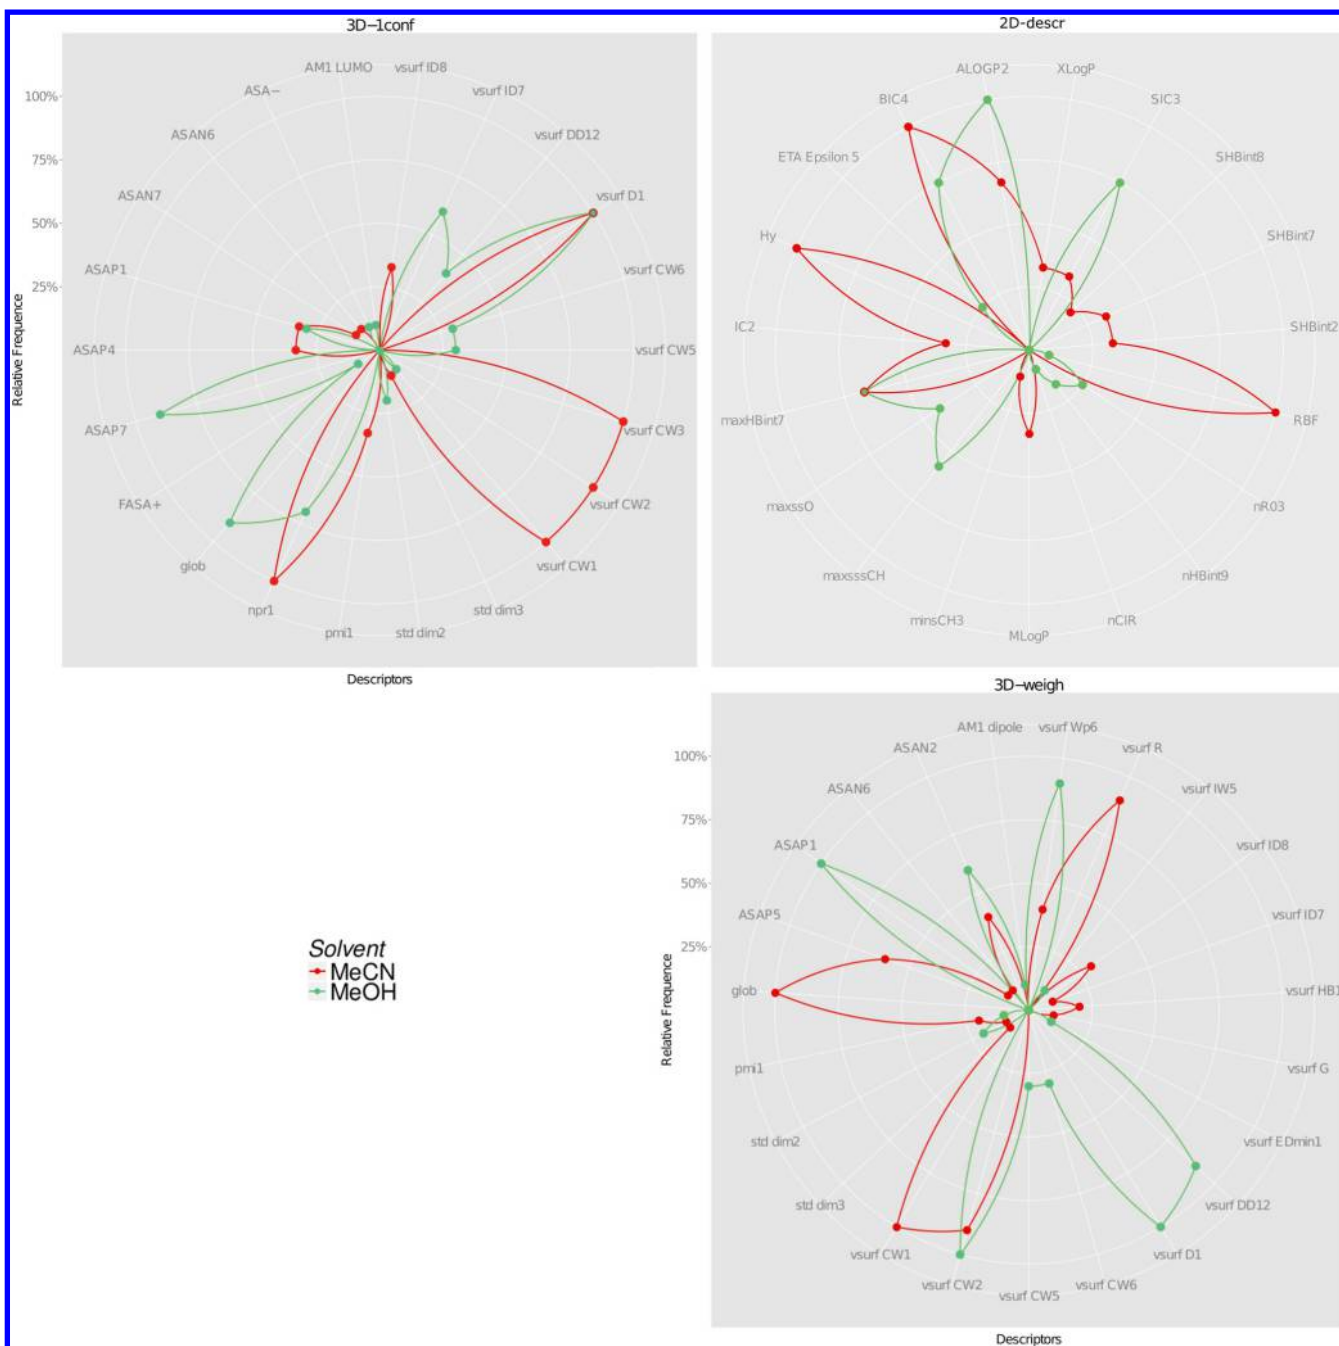 3D–1conf
AM1 LUMO
vsurf ID8
ASA–
vsurf ID7
100%
ASAN6
vsurf DD12
75%
ASAN7
vsurf D1
50%
ASAP1
vsurf CW6
25%
ASAP4
vsurf CW5
Relative Frequence
ASAP7
vsurf CW3
FASA+
vsurf CW2
glob
vsurf CW1
npr1
std dim3
pmi1
std dim2
Descriptors
2D-descr
ALOGP2
XLogP
BIC4
SIC3
ETA Epsilon 5
SHBint8
Hy
SHBint7
IC2
SHBint2
maxHBint7
RBF
maxssO
nR03
maxsssCH
nHBint9
minsCH3
nCIR
MLogP
Solvent
MeCN
MeOH
3D–weigh
AM1 dipole
vsurf Wp6
ASAN2
vsurf R
100%
ASAN6
vsurf IW5
75%
ASAP1
vsurf ID8
50%
ASAP5
vsurf ID7
25%
glob
vsurf HB1
Relative Frequence
pmi1
vsurf G
std dim2
vsurf EDmin1
std dim3
vsurf DD12
vsurf CW1
vsurf D1
vsurf CW2
vsurf CW6
vsurf CW5
Descriptors